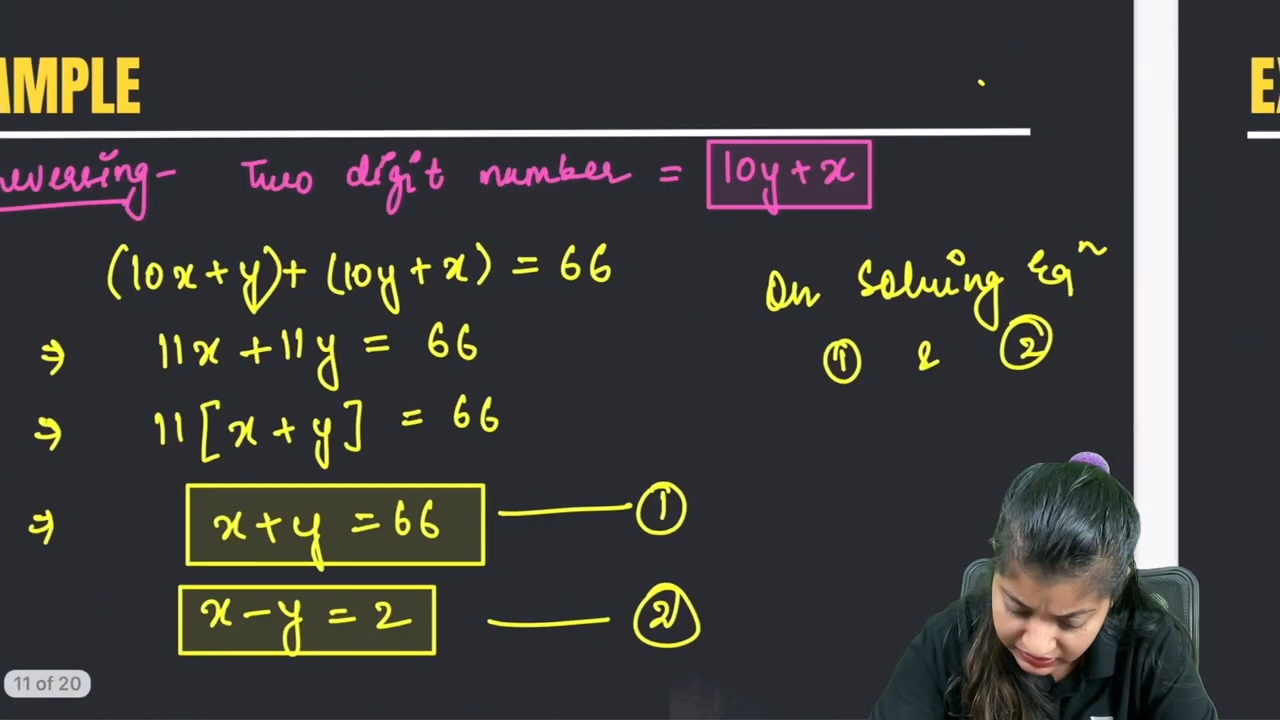 AMPLE
EX
reversing- Two digit number = 10y + x
(10x + y) + (10y + x) = 66
⇒ 11x + 11y = 66
⇒ 11[x + y] = 66
⇒ x + y = 66 —— ①
x - y = 2 —— ②
On Solving Eqⁿ
① & ②
11 of 20